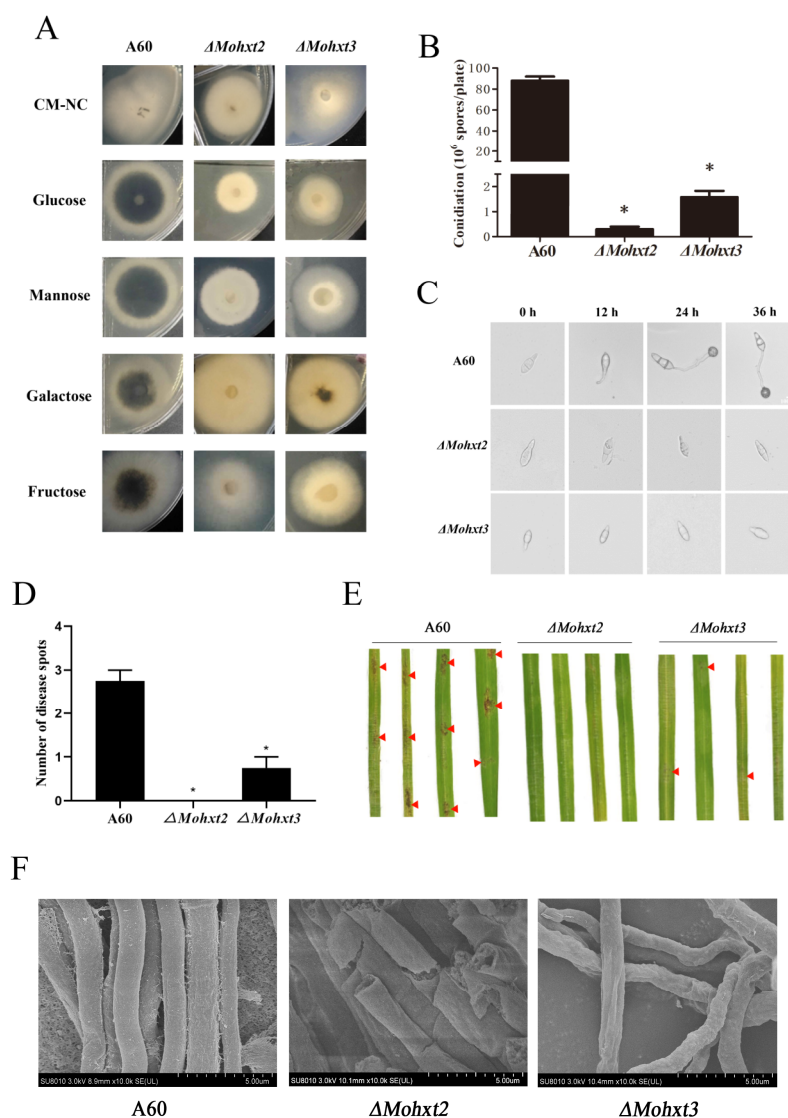 A
A60 ΔMohxt2 ΔMohxt3
CM-NC
Glucose
Mannose
Galactose
Fructose
B
Conidiation (10⁶ spores/plate)
100
80
60
40
20
2
1
0
*
*
A60 ΔMohxt2 ΔMohxt3
C
0 h 12 h 24 h 36 h
A60
ΔMohxt2
ΔMohxt3
D
Number of disease spots
4
3
2
1
0
*
*
A60 △Mohxt2 △Mohxt3
E
A60 ΔMohxt2 ΔMohxt3
F
SU8010 3.0kV 8.9mm x10.0k SE(UL) 5.00um
SU8010 3.0kV 10.1mm x10.0k SE(UL) 5.00um
SU8010 3.0kV 10.4mm x10.0k SE(UL) 5.00um
A60 ΔMohxt2 ΔMohxt3